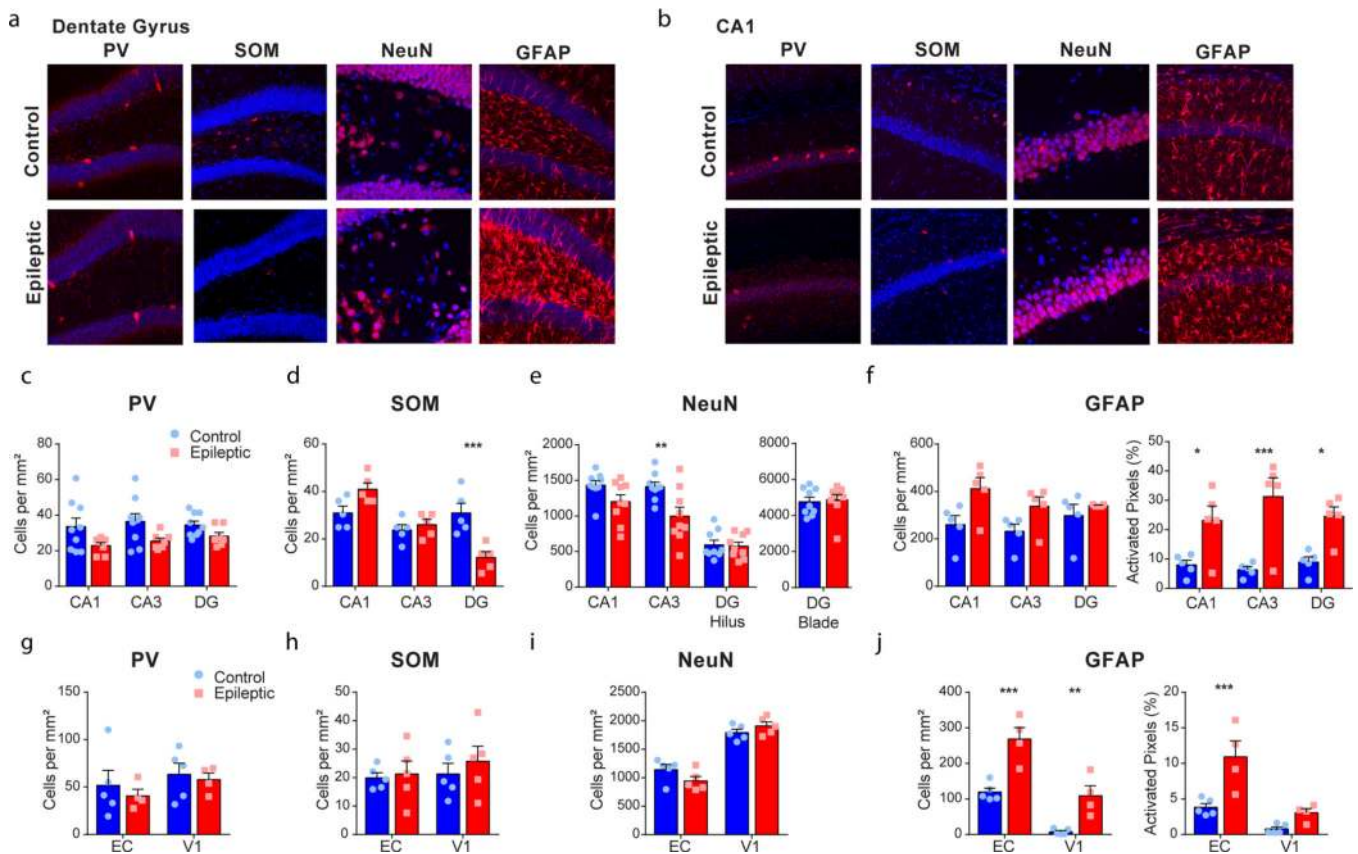 a
Dentate Gyrus
PV SOM NeuN GFAP
Control
Epileptic
b
CA1
PV SOM NeuN GFAP
Control
Epileptic
c
PV
Control
Epileptic
Cells per mm²
80
60
40
20
0
CA1 CA3 DG
d
SOM
***
Cells per mm²
60
40
20
0
CA1 CA3 DG
e
NeuN
**
Cells per mm²
2000
1500
1000
500
0
CA1 CA3 DG
Hilus
8000
6000
4000
2000
0
DG
Blade
f
GFAP
Cells per mm²
600
400
200
0
CA1 CA3 DG
Activated Pixels (%)
50
40
30
20
10
0
* *** *
CA1 CA3 DG
g
PV
Control
Epileptic
Cells per mm²
150
100
50
0
EC V1
h
SOM
Cells per mm²
50
40
30
20
10
0
EC V1
i
NeuN
Cells per mm²
2500
2000
1500
1000
500
0
EC V1
j
GFAP
*** **
Cells per mm²
400
300
200
100
0
EC V1
***
Activated Pixels (%)
20
15
10
5
0
EC V1